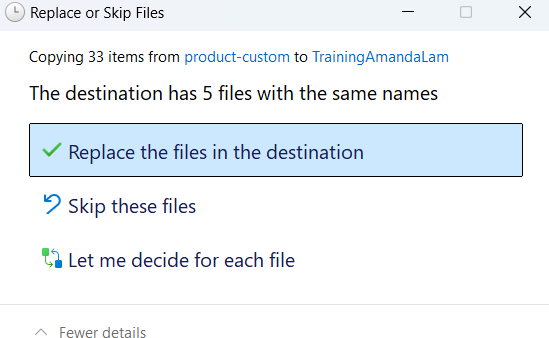 Replace or Skip Files
Copying 33 items from product-custom to TrainingAmandaLam
The destination has 5 files with the same names
Replace the files in the destination
Skip these files
Let me decide for each file
Fewer details